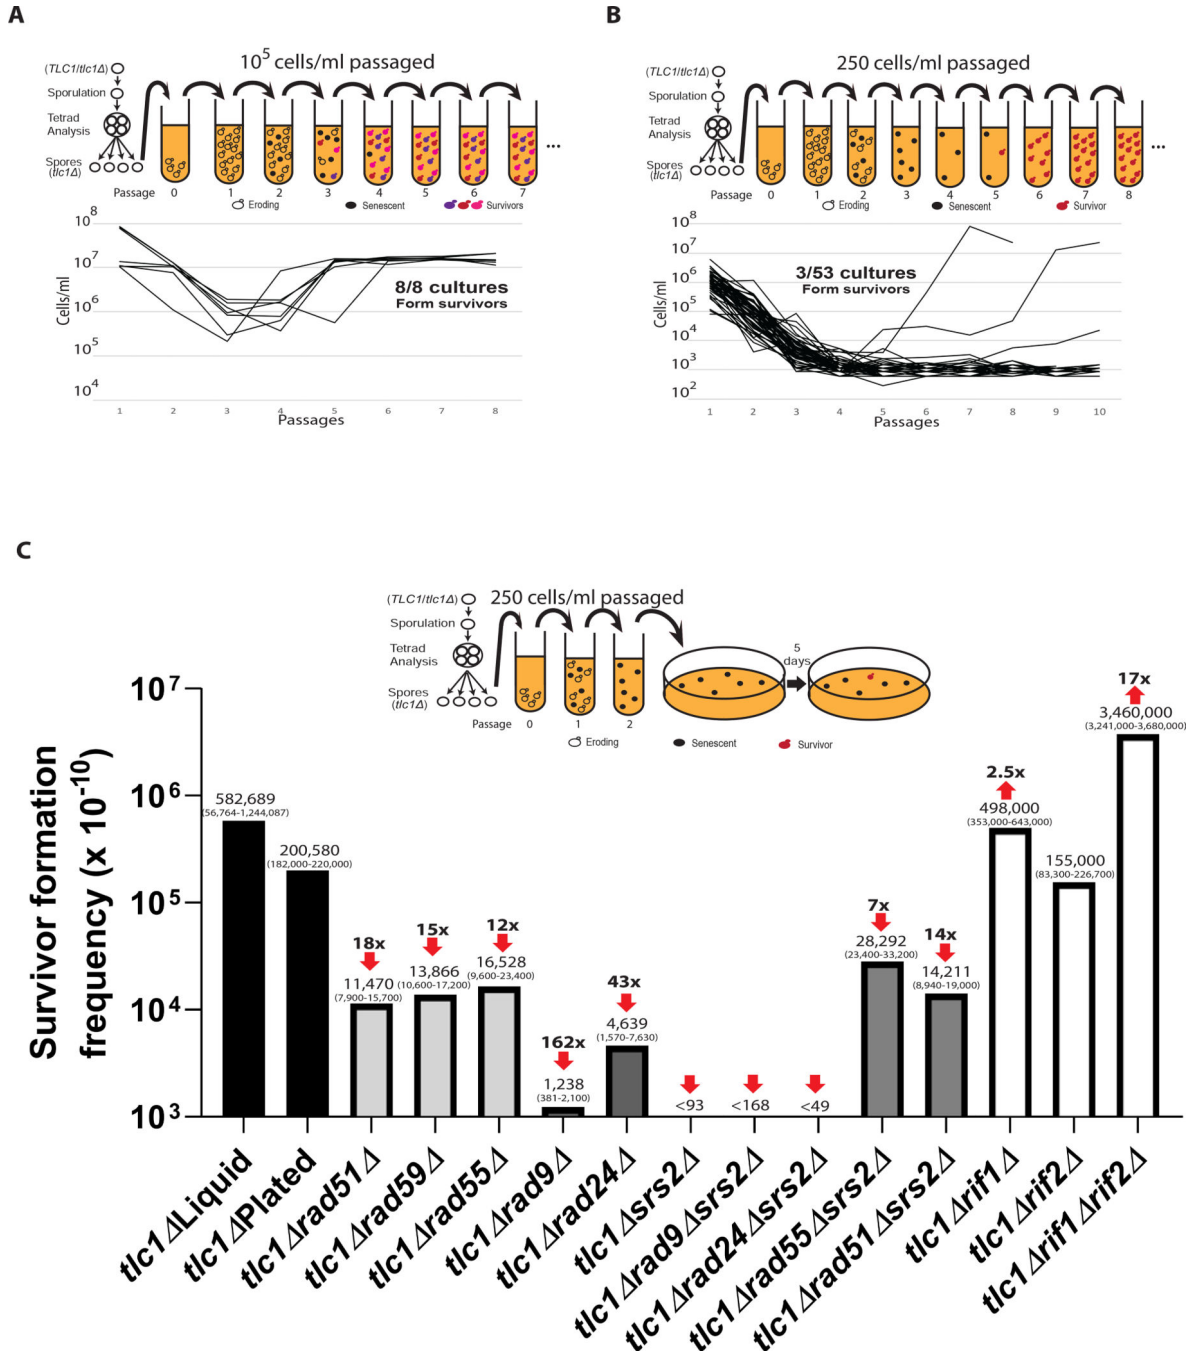 A
10⁵ cells/ml passaged
(TLC1/tlc1Δ)
Sporulation
Tetrad
Analysis
Spores
(tlc1Δ)
Passage 0 1 2 3 4 5 6 7
...
Eroding Senescent Survivors
10⁸
10⁷
10⁶
10⁵
10⁴
Cells/ml
8/8 cultures
Form survivors
1 2 3 4 5 6 7 8
Passages
B
250 cells/ml passaged
(TLC1/tlc1Δ)
Sporulation
Tetrad
Analysis
Spores
(tlc1Δ)
Passage 0 1 2 3 4 5 6 7 8
...
Eroding Senescent Survivor
10⁸
10⁷
10⁶
10⁵
10⁴
10³
10²
Cells/ml
3/53 cultures
Form survivors
1 2 3 4 5 6 7 8 9 10
Passages
C
250 cells/ml passaged
(TLC1/tlc1Δ)
Sporulation
Tetrad
Analysis
Spores
(tlc1Δ)
Passage 0 1 2
5
days
Eroding Senescent Survivor
Survivor formation
frequency (x 10⁻¹⁰)
10⁷
10⁶
10⁵
10⁴
10³
582,689
(56,764-1,244,087)
200,580
(182,000-220,000)
18x
11,470
(7,900-15,700)
15x
13,866
(10,600-17,200)
12x
16,528
(9,600-23,400)
162x
1,238
(381-2,100)
43x
4,639
(1,570-7,630)
<93
<168
<49
7x
28,292
(23,400-33,200)
14x
14,211
(8,940-19,000)
2.5x
498,000
(353,000-643,000)
155,000
(83,300-226,700)
17x
3,460,000
(3,241,000-3,680,000)
tlc1ΔLiquid
tlc1ΔPlated
tlc1Δrad51Δ
tlc1Δrad59Δ
tlc1Δrad55Δ
tlc1Δrad9Δ
tlc1Δrad24Δ
tlc1Δsrs2Δ
tlc1Δrad9Δsrs2Δ
tlc1Δrad24Δsrs2Δ
tlc1Δrad55Δsrs2Δ
tlc1Δrad51Δsrs2Δ
tlc1Δrif1Δ
tlc1Δrif2Δ
tlc1Δrif1Δrif2Δ